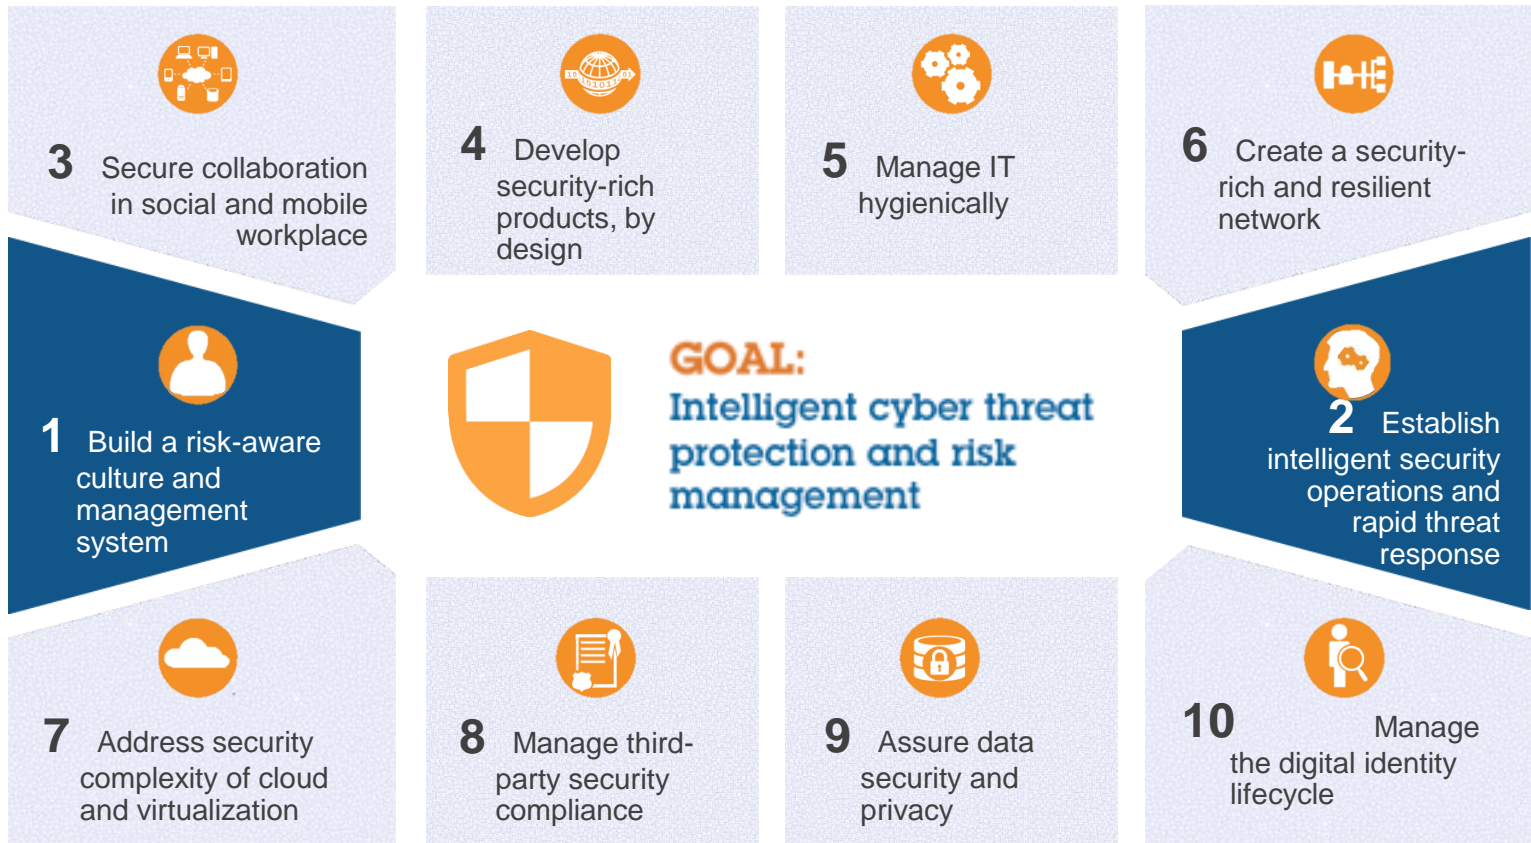 3 Secure collaboration
in social and mobile
workplace
4 Develop
security-rich
products, by
design
5 Manage IT
hygienically
6 Create a security-
rich and resilient
network
1 Build a risk-aware
culture and
management
system
GOAL:
Intelligent cyber threat
protection and risk
management
2 Establish
intelligent security
operations and
rapid threat
response
7 Address security
complexity of cloud
and virtualization
8 Manage third-
party security
compliance
9 Assure data
security and
privacy
10 Manage
the digital identity
lifecycle